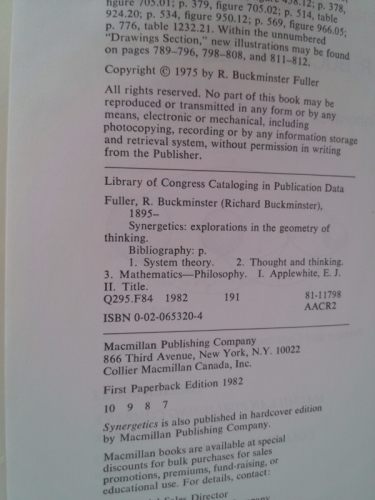 figure 705.01; p. 379, figure 705.02; p. 514, table
924.20; p. 534, figure 950.12; p. 569, figure 966.05;
p. 776, table 1232.21. Within the unnumbered
"Drawings Section," new illustrations may be found
on pages 789–796, 798–808, and 811–812.
Copyright © 1975 by R. Buckminster Fuller
All rights reserved. No part of this book may be
reproduced or transmitted in any form or by any
means, electronic or mechanical, including
photocopying, recording or by any information storage
and retrieval system, without permission in writing
from the Publisher.
Library of Congress Cataloging in Publication Data
Fuller, R. Buckminster (Richard Buckminster),
1895–
Synergetics: explorations in the geometry of
thinking.
Bibliography: p.
1. System theory. 2. Thought and thinking.
3. Mathematics—Philosophy. I. Applewhite, E. J.
II. Title.
Q295.F84 1982 191 81-11798
AACR2
ISBN 0-02-065320-4
Macmillan Publishing Company
866 Third Avenue, New York, N.Y. 10022
Collier Macmillan Canada, Inc.
First Paperback Edition 1982
10 9 8 7
Synergetics is also published in hardcover edition
by Macmillan Publishing Company.
Macmillan books are available at special
discounts for bulk purchases for sales
promotions, premiums, fund-raising, or
educational use. For details, contact:
Sales Director